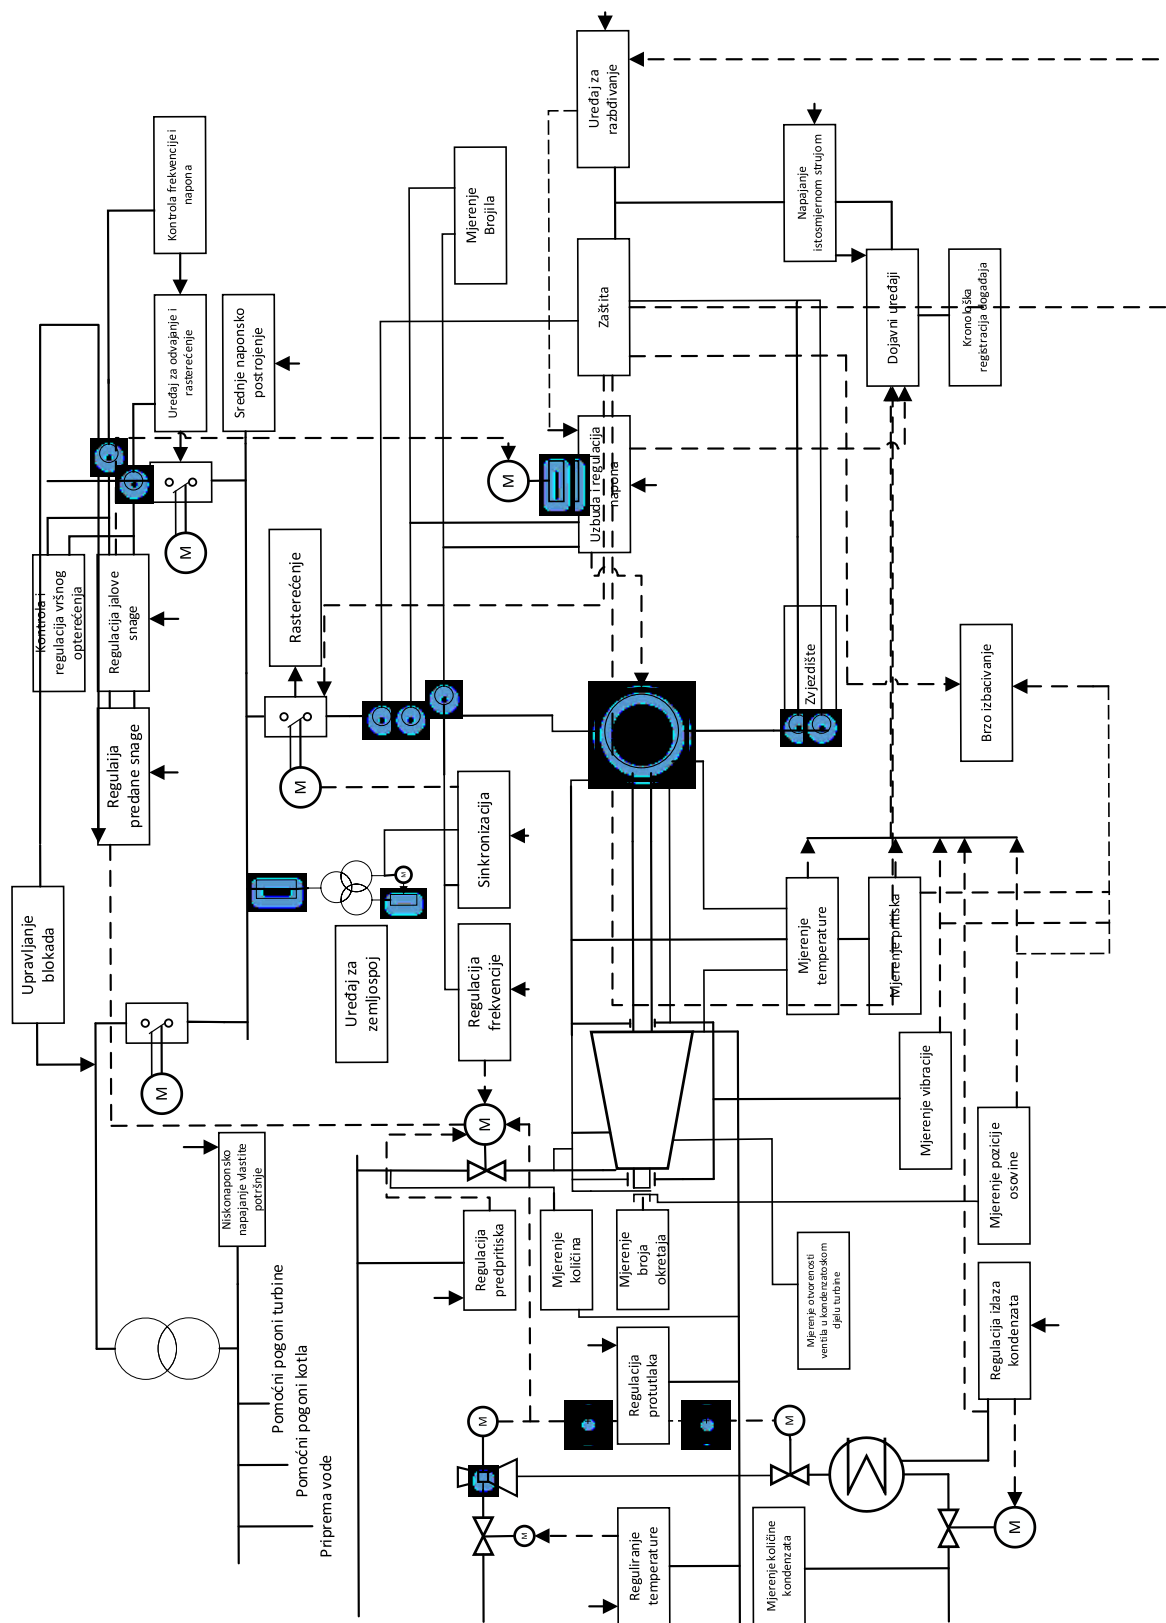 Uređaj za
razbđivanje
Kontrola frekvencije i
napona
Mjerenje
Brojila
Napajanje
istosmjernom strujom
Zaštita
Dojavni uređaji
Kronološka
registracija događaja
Uređaj za odvajanje i
rasterećenje
Srednje naponsko
postrojenje
Uzbuda i regulacija
napona
M
M
Kontrola i
regulacija vršnog
opterećenja
Regulacija jalove
snage
Rasterećenje
Zvjezdište
Brzo izbacivanje
Regulaija
predane snage
M
Sinkronizacija
M
Upravljanje
blokada
Uređaj za
zemljospoj
Regulacija
frekvencije
Mjerenje
temperature
Mjerenje pritiska
M
M
Mjerenje vibracije
Mjerenje pozicije
osovine
Niskonaponsko
napajanje vlastite
potršnje
Regulacija
predpritiska
Mjerenje
količina
Mjerenje
broja
okretaja
Mjerenje otvorenosti
ventila u kondenzatoskom
djelu turbine
Regulacija izlaza
kondenzata
Pomoćni pogoni turbine
Pomoćni pogoni kotla
Priprema vode
Regulacija
protutlaka
M
M
M
M
Reguliranje
temperature
Mjerenje količine
kondenzata